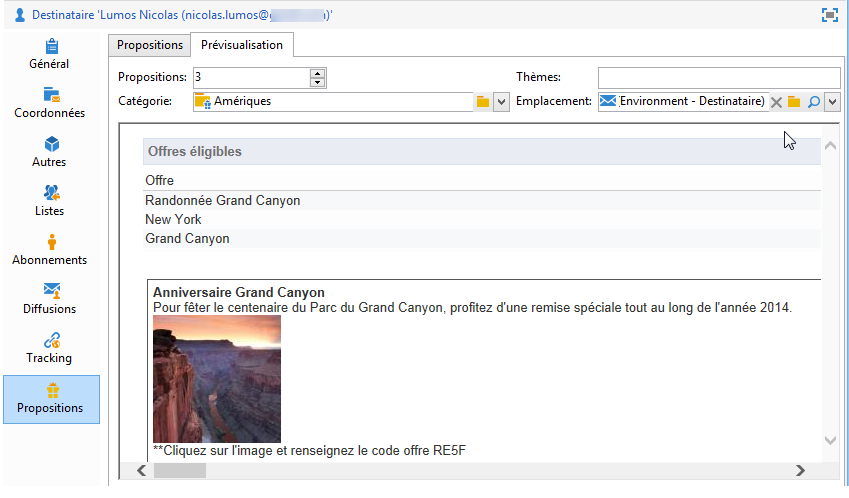 Destinataire 'Lumos Nicolas (nicolas.lumos@
Général
Coordonnées
Autres
Listes
Abonnements
Diffusions
Tracking
Propositions
Propositions Prévisualisation
Propositions: 3 Thèmes:
Catégorie: Amériques Emplacement: Environment - Destinataire)
Offres éligibles
Offre
Randonnée Grand Canyon
New York
Grand Canyon
Anniversaire Grand Canyon
Pour fêter le centenaire du Parc du Grand Canyon, profitez d'une remise spéciale tout au long de l'année 2014.
**Cliquez sur l'image et renseignez le code offre RE5F